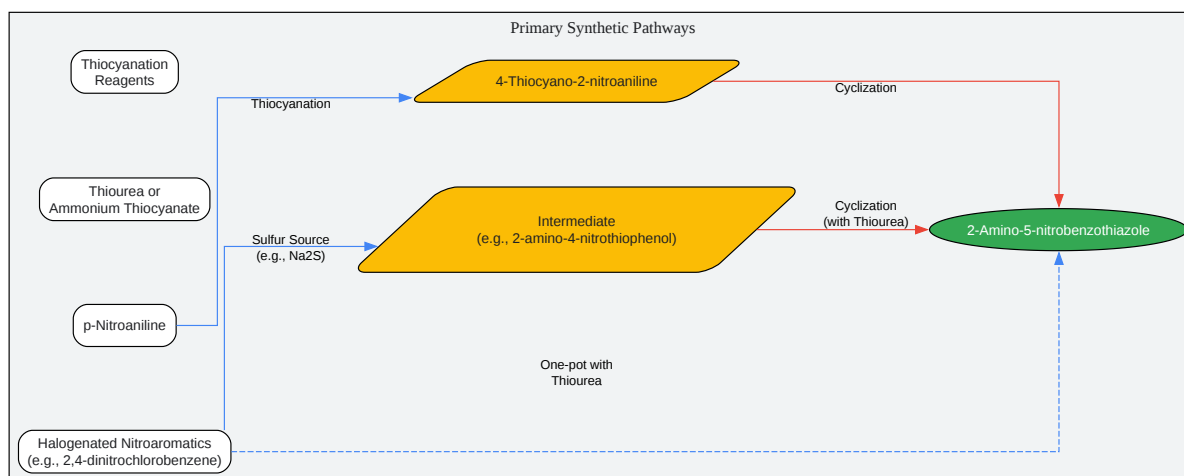 Primary Synthetic Pathways
Thiocyanation
Reagents
4-Thiocyano-2-nitroaniline
Cyclization
Thiocyanation
Thiourea or
Ammonium Thiocyanate
Intermediate
(e.g., 2-amino-4-nitrothiophenol)
Cyclization
(with Thiourea)
2-Amino-5-nitrobenzothiazole
Sulfur Source
(e.g., Na2S)
p-Nitroaniline
One-pot with
Thiourea
Halogenated Nitroaromatics
(e.g., 2,4-dinitrochlorobenzene)